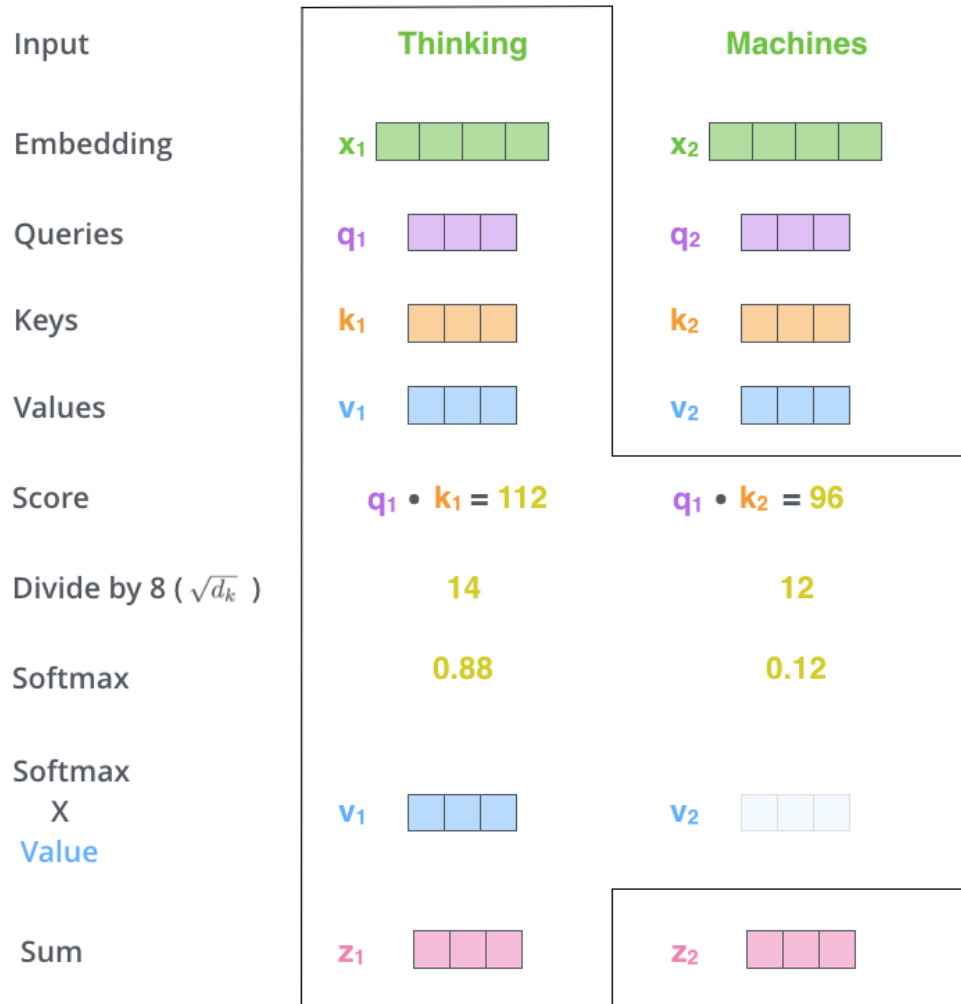 Input Thinking Machines
Embedding x₁ x₂
Queries q₁ q₂
Keys k₁ k₂
Values v₁ v₂
Score q₁ • k₁ = 112 q₁ • k₂ = 96
Divide by 8 ( √dₖ ) 14 12
Softmax 0.88 0.12
Softmax
X v₁ v₂
Value
Sum z₁ z₂